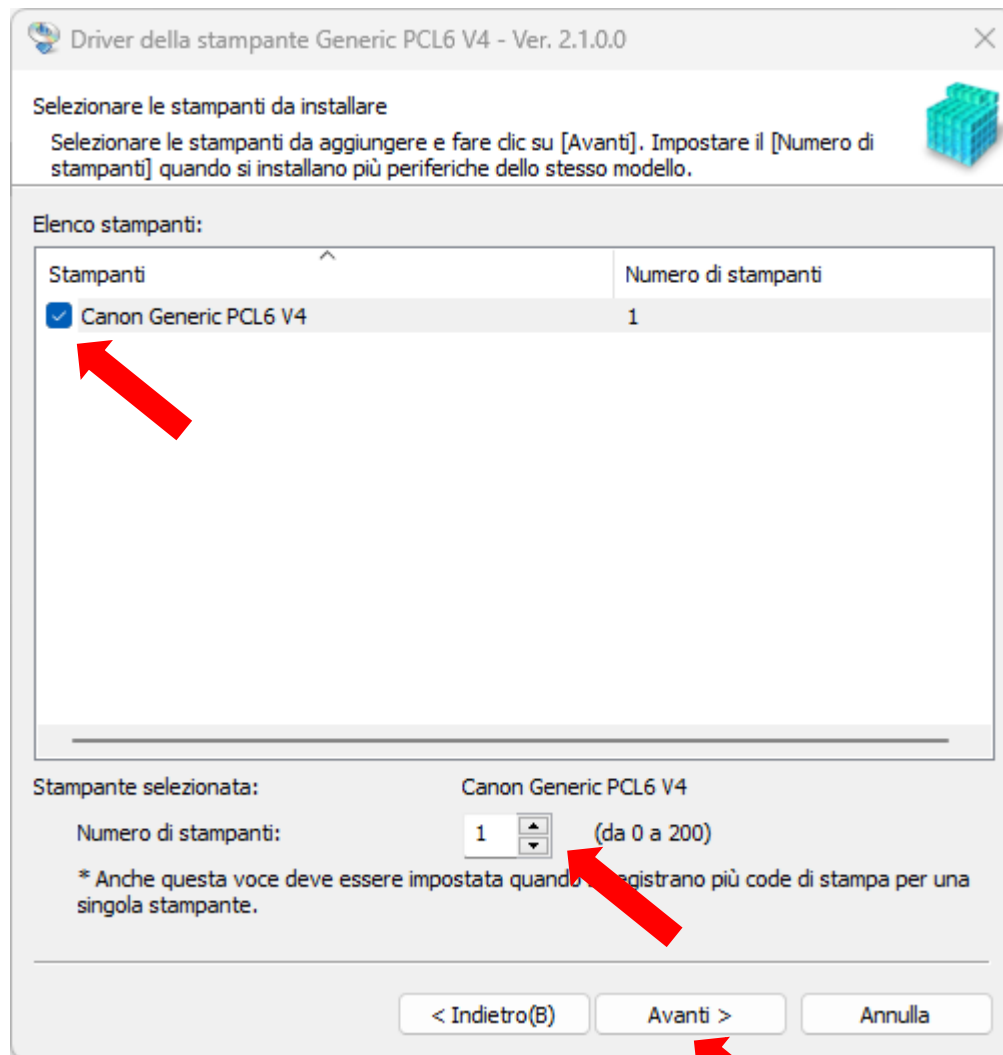 Driver della stampante Generic PCL6 V4 - Ver. 2.1.0.0
Selezionare le stampanti da installare
Selezionare le stampanti da aggiungere e fare clic su [Avanti]. Impostare il [Numero di
stampanti] quando si installano più periferiche dello stesso modello.
Elenco stampanti:
Stampanti Numero di stampanti
Canon Generic PCL6 V4 1
Stampante selezionata: Canon Generic PCL6 V4
Numero di stampanti: 1 (da 0 a 200)
* Anche questa voce deve essere impostata quando registrano più code di stampa per una
singola stampante.
< Indietro(B) Avanti > Annulla